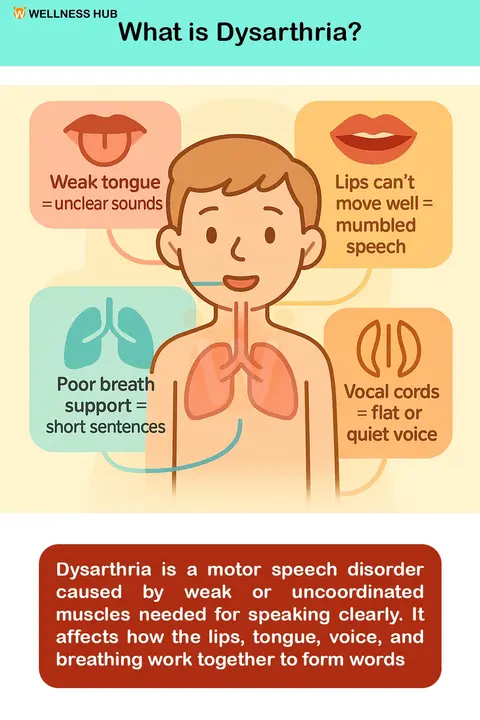 WELLNESS HUB
What is Dysarthria?
Weak tongue
= unclear sounds
Lips can't
move well =
mumbled
speech
Poor breath
support =
short sentences
Vocal cords
= flat or
quiet voice
Dysarthria is a motor speech disorder
caused by weak or uncoordinated
muscles needed for speaking clearly. It
affects how the lips, tongue, voice, and
breathing work together to form words